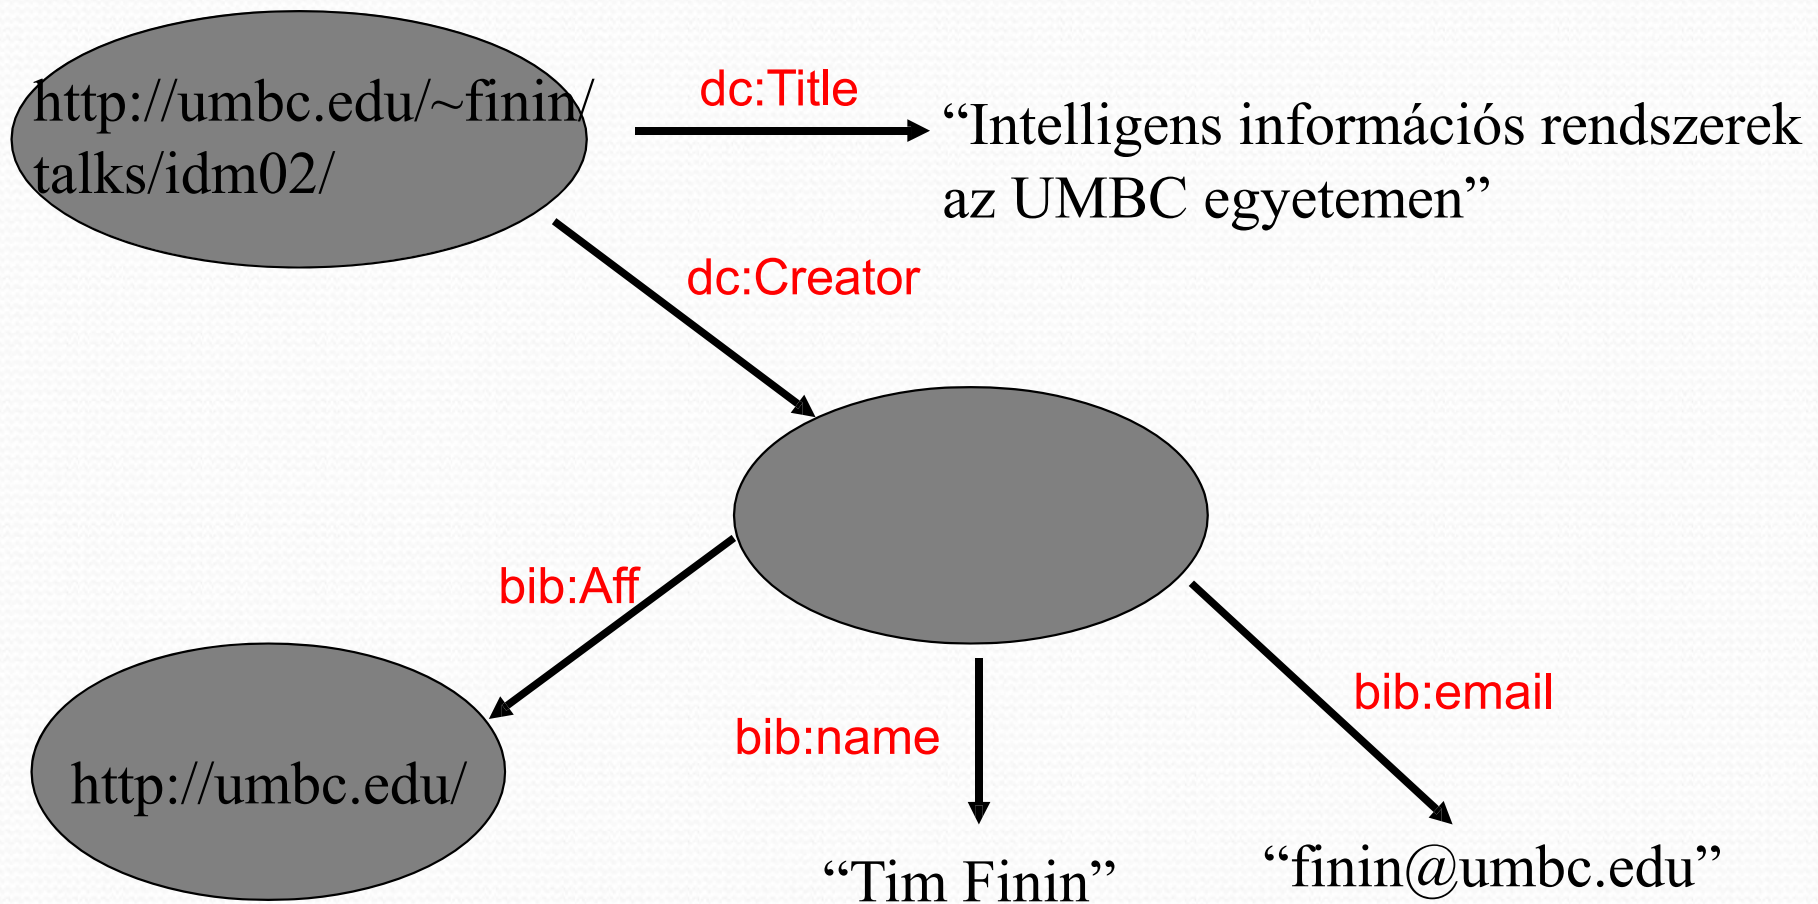 http://umbc.edu/~finin/
talks/idm02/
dc:Title
“Intelligens információs rendszerek
az UMBC egyetemen”
dc:Creator
bib:Aff
http://umbc.edu/
bib:name
“Tim Finin”
bib:email
“finin@umbc.edu”